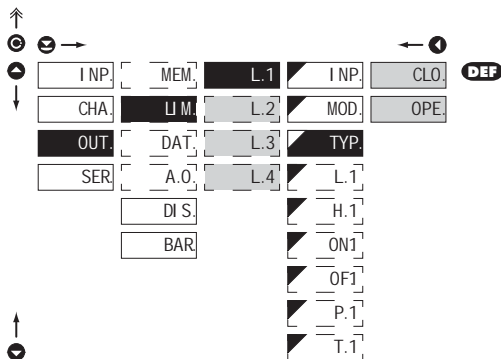 INP. MEM. L.1 INP. CLO. DEF
CHA. LIM. L.2 MOD. OPE.
OUT. DAT. L.3 TYP.
SER. A.O. L.4 L.1
DIS. H.1
BAR. ON1
OF1
P.1
T.1